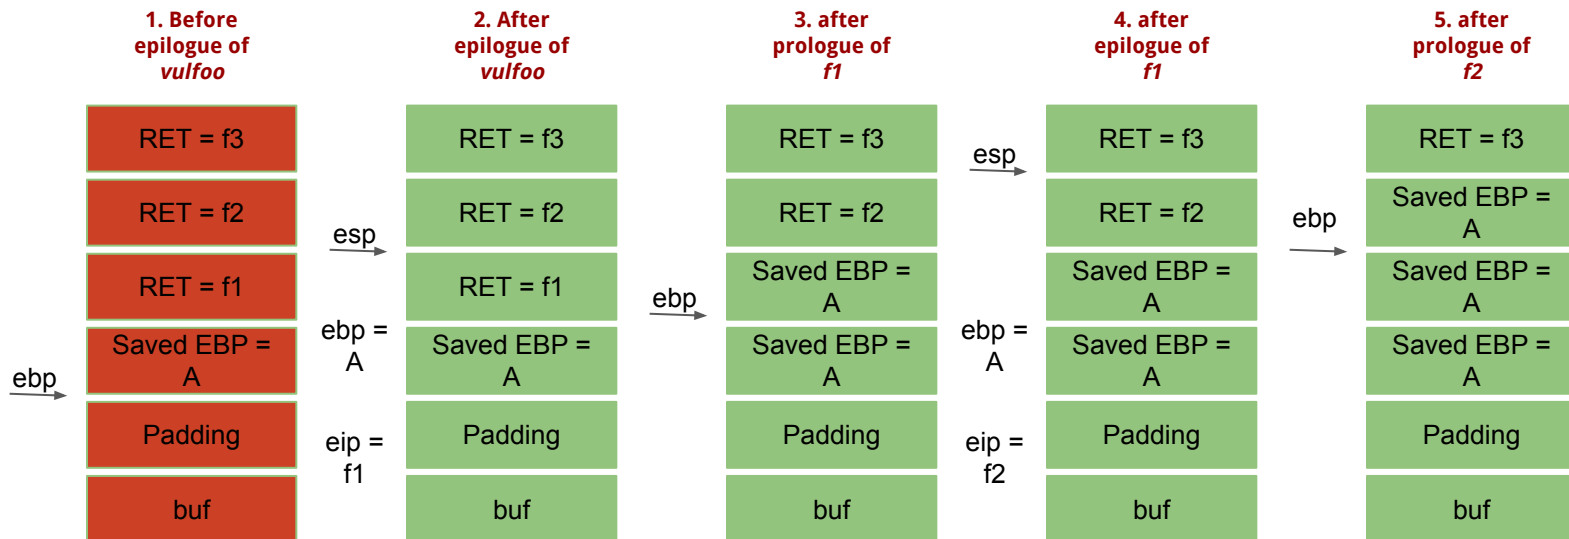 1. Before
epilogue of
vulfoo
2. After
epilogue of
vulfoo
3. after
prologue of
f1
4. after
epilogue of
f1
5. after
prologue of
f2
RET = f3
RET = f2
RET = f1
Saved EBP =
A
Padding
buf
ebp
RET = f3
RET = f2
RET = f1
Saved EBP =
A
Padding
buf
esp
ebp =
A
eip =
f1
RET = f3
RET = f2
Saved EBP =
A
Saved EBP =
A
Padding
buf
ebp
RET = f3
RET = f2
Saved EBP =
A
Saved EBP =
A
Padding
buf
esp
ebp =
A
eip =
f2
RET = f3
Saved EBP =
A
Saved EBP =
A
Saved EBP =
A
Padding
buf
ebp